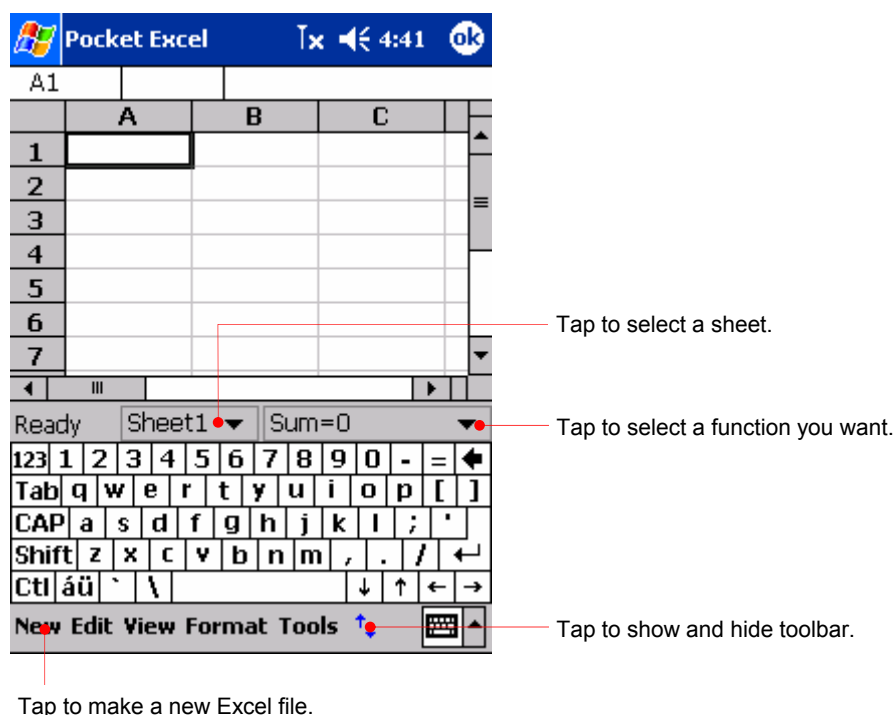 Pocket Excel 4:41 ok
A1
A B C
1
2
3
4
5
6
Tap to select a sheet.
7
Ready Sheet1 Sum=0
Tap to select a function you want.
123 1 2 3 4 5 6 7 8 9 0 - =
Tab q w e r t y u i o p [ ]
CAP a s d f g h j k l ; '
Shift z x c v b n m , . /
Ctl áü ` \
New Edit View Format Tools
Tap to show and hide toolbar.
Tap to make a new Excel file.